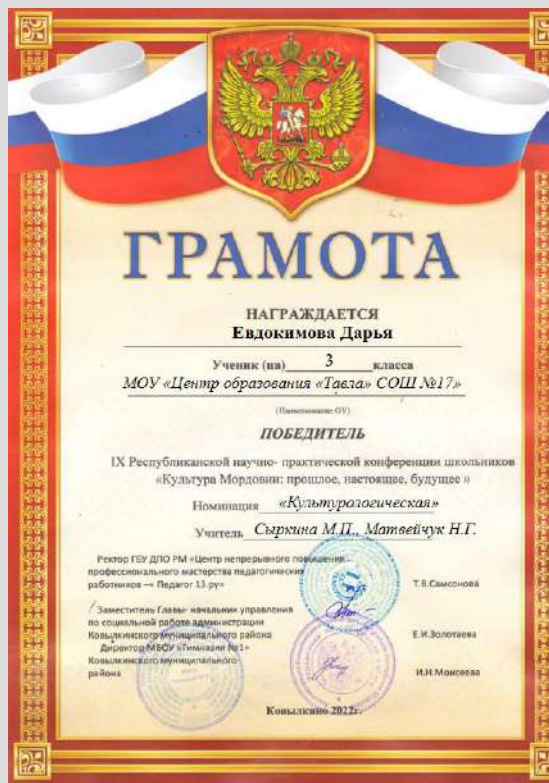 ГРАМОТА
НАГРАЖДАЕТСЯ
Евдокимова Дарья
Ученик (ца) 3 класса
МОУ «Центр образования «Тавла» СОШ №17»
(Наименование ОУ)
ПОБЕДИТЕЛЬ
IX Республиканской научно- практической конференции школьников
«Культура Мордовии: прошлое, настоящее, будущее »
Номинация «Культурологическая»
Учитель Сыркина М.П., Матвейчук Н.Г.
Ректор ГБУ ДПО РМ «Центр непрерывного повышения
профессионального мастерства педагогических
работников –« Педагог 13.ру» Т.В.Самсонова
Заместитель Главы- начальник управления
по социальной работе администрации
Ковылкинского муниципального района Е.И.Золотаева
Директор МБОУ «Гимназии №1»
Ковылкинского муниципального
района И.Н.Моисеева
Ковылкино 2022г.